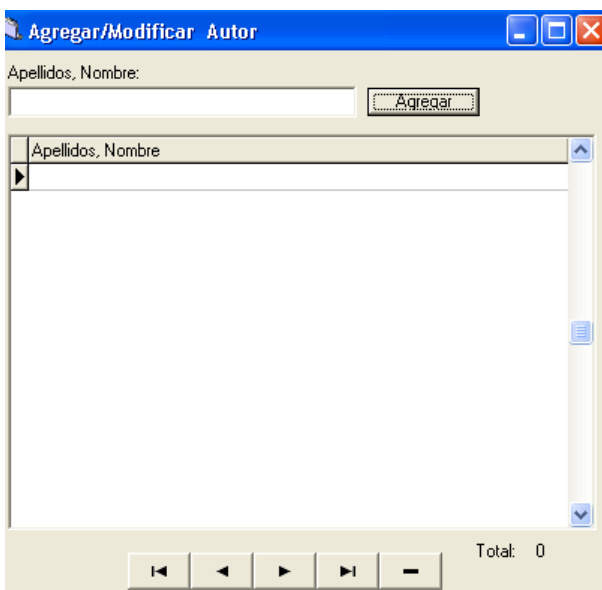 Agregar/Modificar Autor
Apellidos, Nombre:
Agregar
Apellidos, Nombre
Total: 0